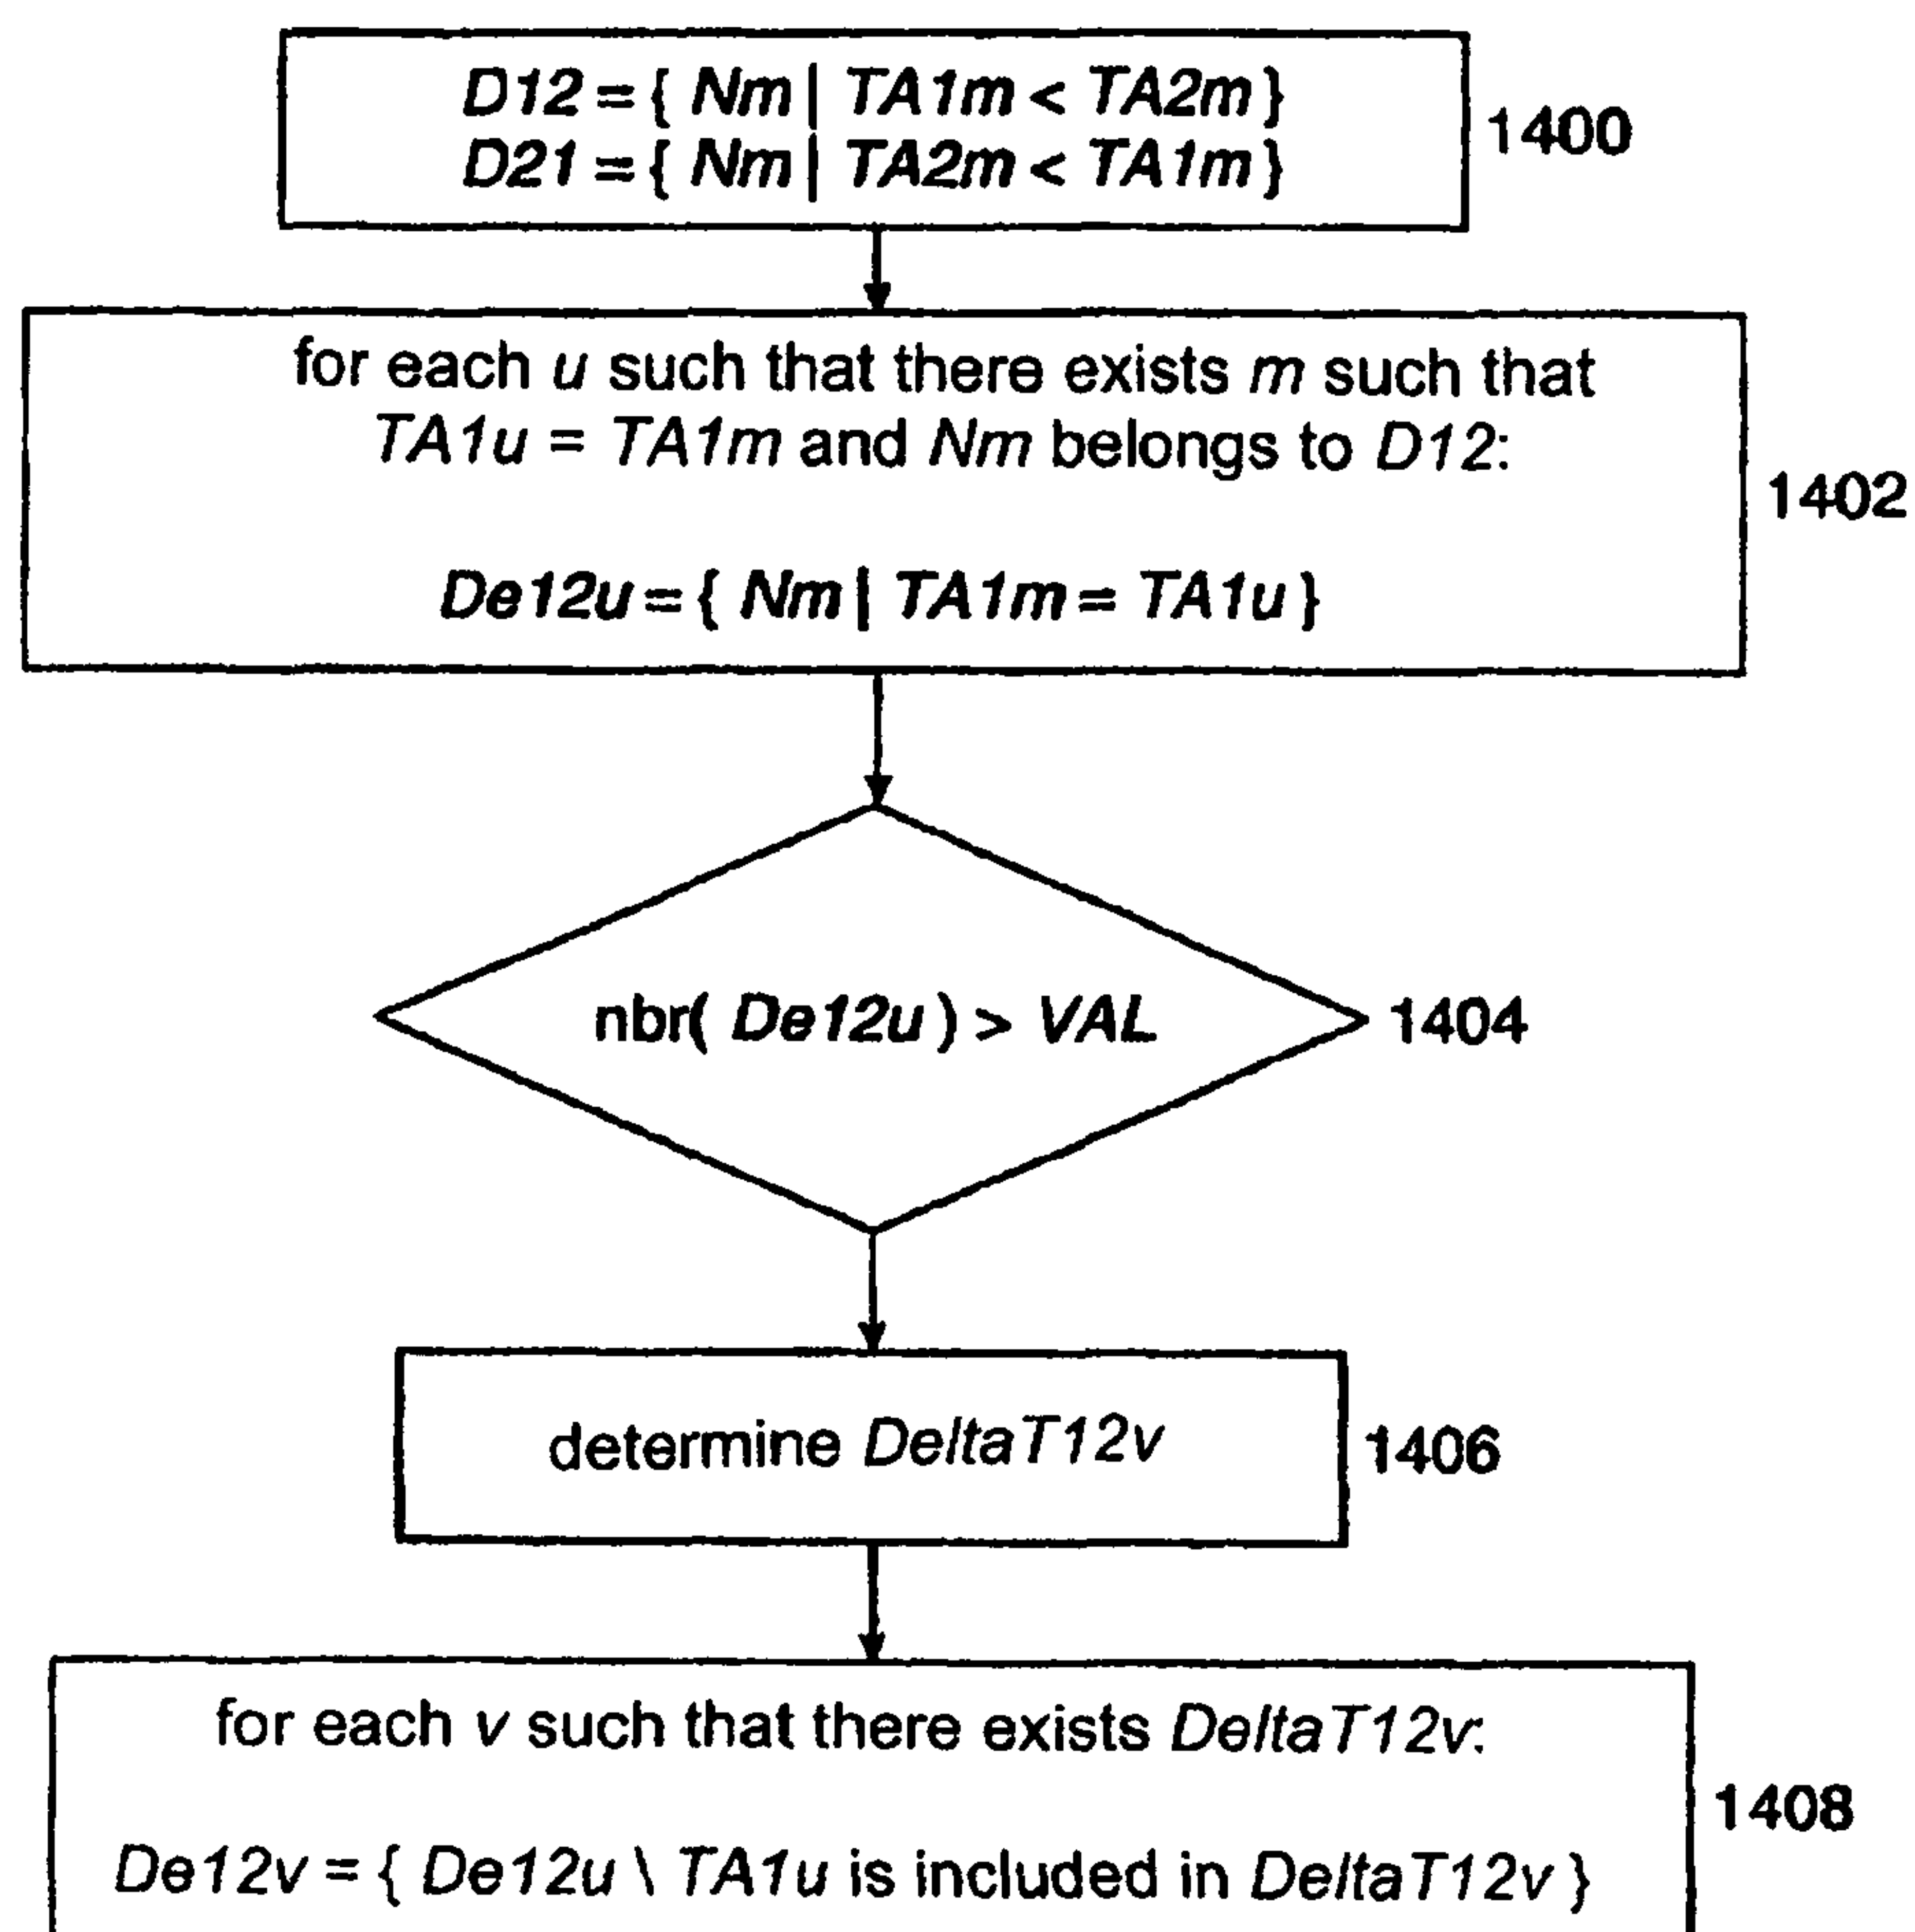 D12 = { Nm | TA1m < TA2m }
D21 = { Nm | TA2m < TA1m }
1400
for each u such that there exists m such that
TA1u = TA1m and Nm belongs to D12:
1402
De12u = { Nm | TA1m = TA1u }
nbr( De12u ) > VAL
1404
determine DeltaT12v
1406
for each v such that there exists DeltaT12v:
1408
De12v = { De12u \ TA1u is included in DeltaT12v }